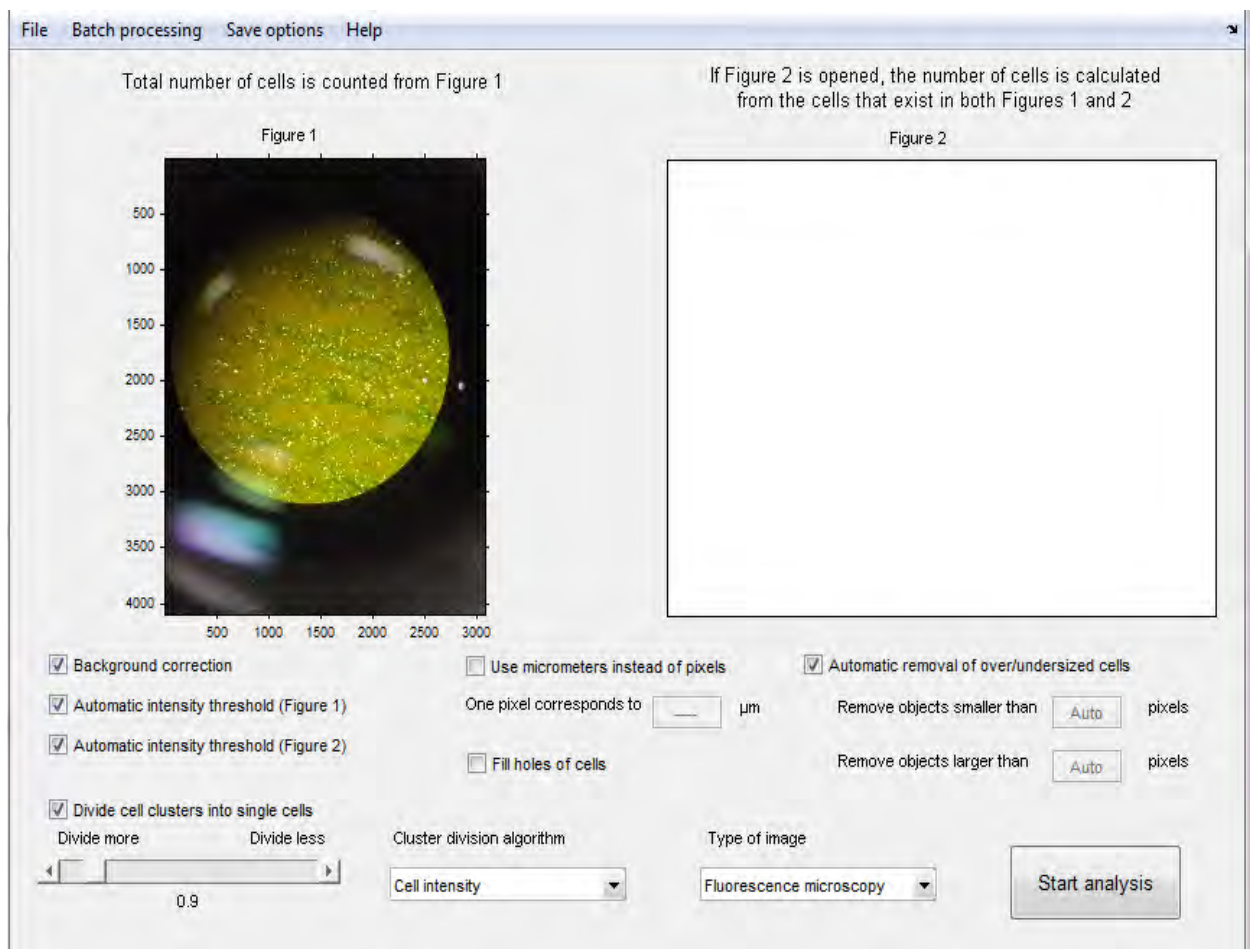 File Batch processing Save options Help
Total number of cells is counted from Figure 1
If Figure 2 is opened, the number of cells is calculated
from the cells that exist in both Figures 1 and 2
Figure 1
Figure 2
500
1000
1500
2000
2500
3000
3500
4000
500 1000 1500 2000 2500 3000
Background correction
Automatic intensity threshold (Figure 1)
Automatic intensity threshold (Figure 2)
Use micrometers instead of pixels
One pixel corresponds to __ µm
Fill holes of cells
Automatic removal of over/undersized cells
Remove objects smaller than Auto pixels
Remove objects larger than Auto pixels
Divide cell clusters into single cells
Divide more Divide less
0.9
Cluster division algorithm
Cell intensity
Type of image
Fluorescence microscopy
Start analysis